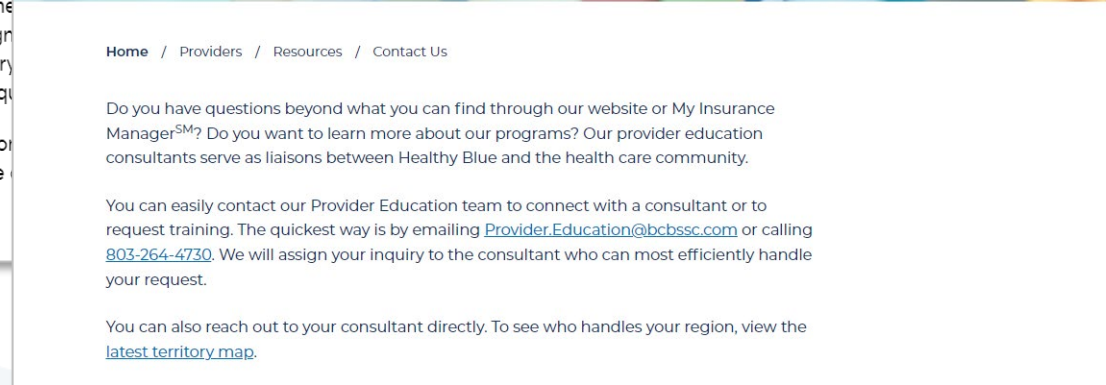 Home / Providers / Resources / Contact Us
Do you have questions beyond what you can find through our website or My Insurance
ManagerSM? Do you want to learn more about our programs? Our provider education
consultants serve as liaisons between Healthy Blue and the health care community.
You can easily contact our Provider Education team to connect with a consultant or to
request training. The quickest way is by emailing Provider.Education@bcbssc.com or calling
803-264-4730. We will assign your inquiry to the consultant who can most efficiently handle
your request.
You can also reach out to your consultant directly. To see who handles your region, view the
latest territory map.